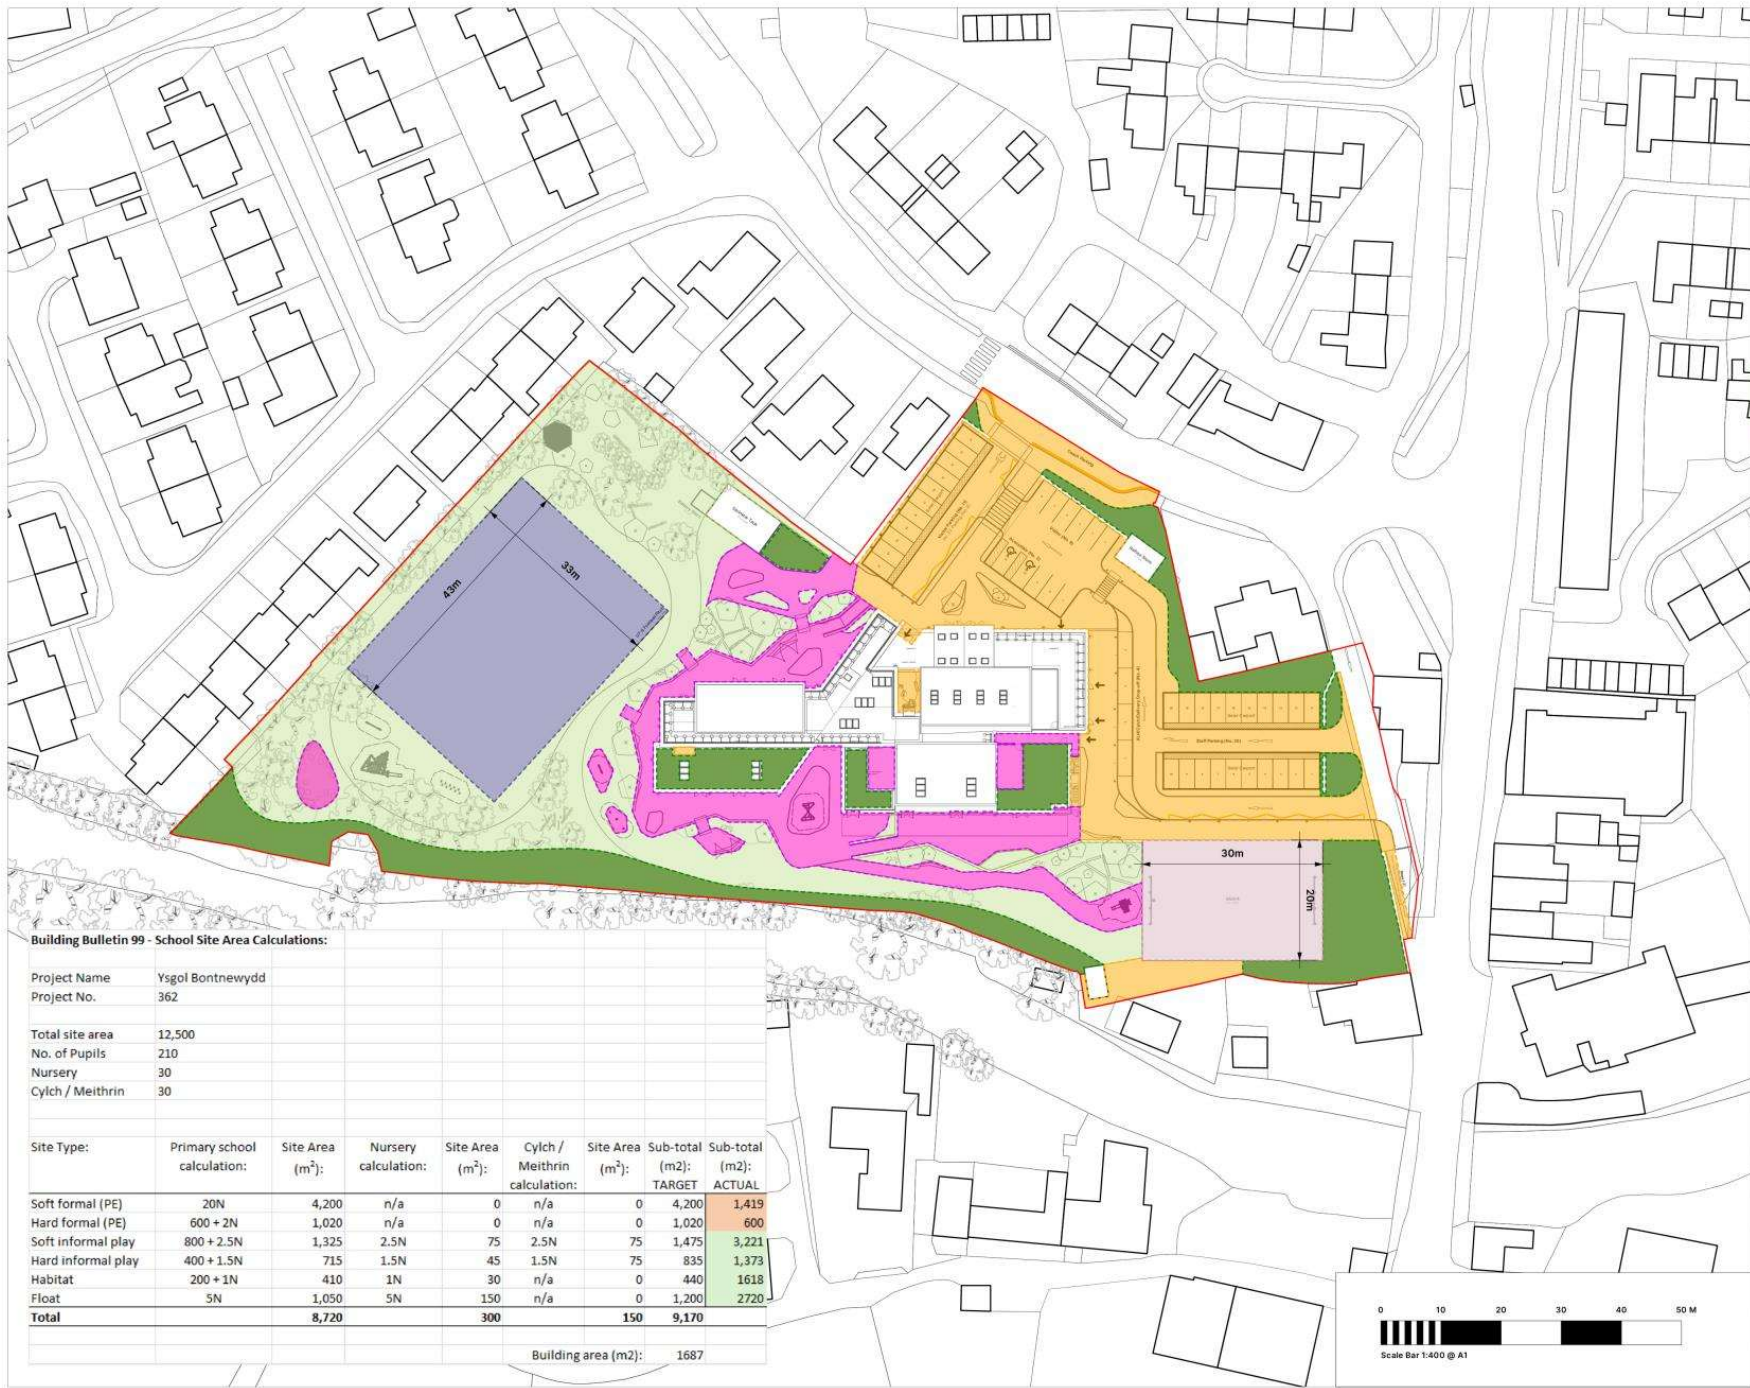 Coach Parking
43m
33m
30m
20m
Building Bulletin 99 - School Site Area Calculations:
Project Name Ysgol Bontnewydd
Project No. 362
Total site area 12,500
No. of Pupils 210
Nursery 30
Cylch / Meithrin 30
Site Type: Primary school calculation: Site Area (m²): Nursery calculation: Site Area (m²): Cylch / Meithrin calculation: Site Area (m²): Sub-total (m2): TARGET Sub-total (m2): ACTUAL
Soft formal (PE) 20N 4,200 n/a 0 n/a 0 4,200 1,419
Hard formal (PE) 600 + 2N 1,020 n/a 0 n/a 0 1,020 600
Soft informal play 800 + 2.5N 1,325 2.5N 75 2.5N 75 1,475 3,221
Hard informal play 400 + 1.5N 715 1.5N 45 1.5N 75 835 1,373
Habitat 200 + 1N 410 1N 30 n/a 0 440 1618
Float 5N 1,050 5N 150 n/a 0 1,200 2720
Total 8,720 300 150 9,170
Building area (m2): 1687
0 10 20 30 40 50 M
Scale Bar 1:400 @ A1